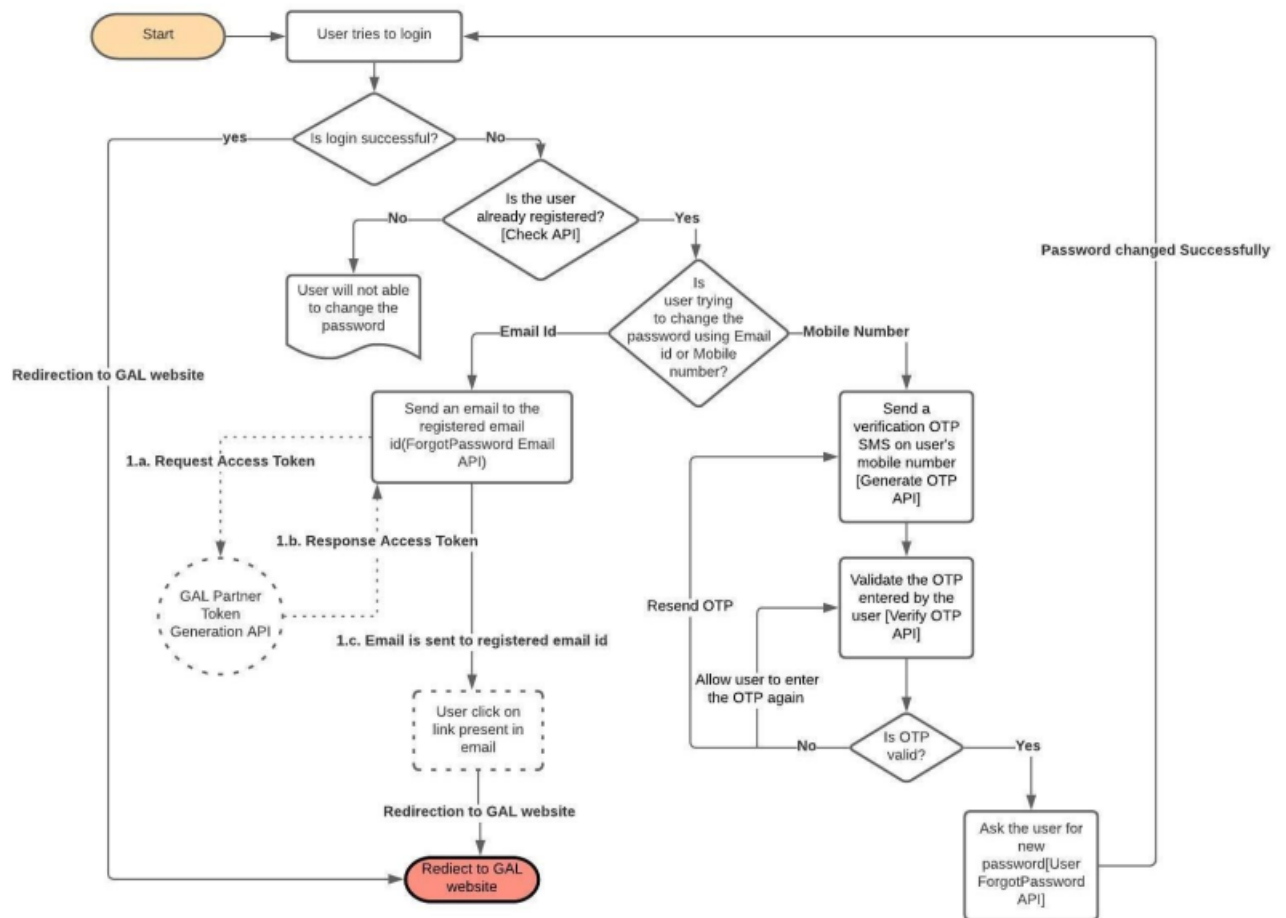 Start
User tries to login
Is login successful?
yes
No
Is the user
already registered?
[Check API]
No
Yes
Password changed Successfully
User will not able
to change the
password
Is
user trying
to change the
password using Email
id or Mobile
number?
Email Id
Mobile Number
Redirection to GAL website
Send an email to the
registered email
id(ForgotPassword Email
API)
Send a
verification OTP
SMS on user's
mobile number
[Generate OTP
API]
1.a. Request Access Token
1.b. Response Access Token
GAL Partner
Token
Generation API
Validate the OTP
entered by the
user [Verify OTP
API]
Resend OTP
1.c. Email is sent to registered email id
Allow user to enter
the OTP again
User click on
link present in
email
Is OTP
valid?
No
Yes
Redirection to GAL website
Ask the user for
new
password[User
ForgotPassword
API]
Rediect to GAL
website